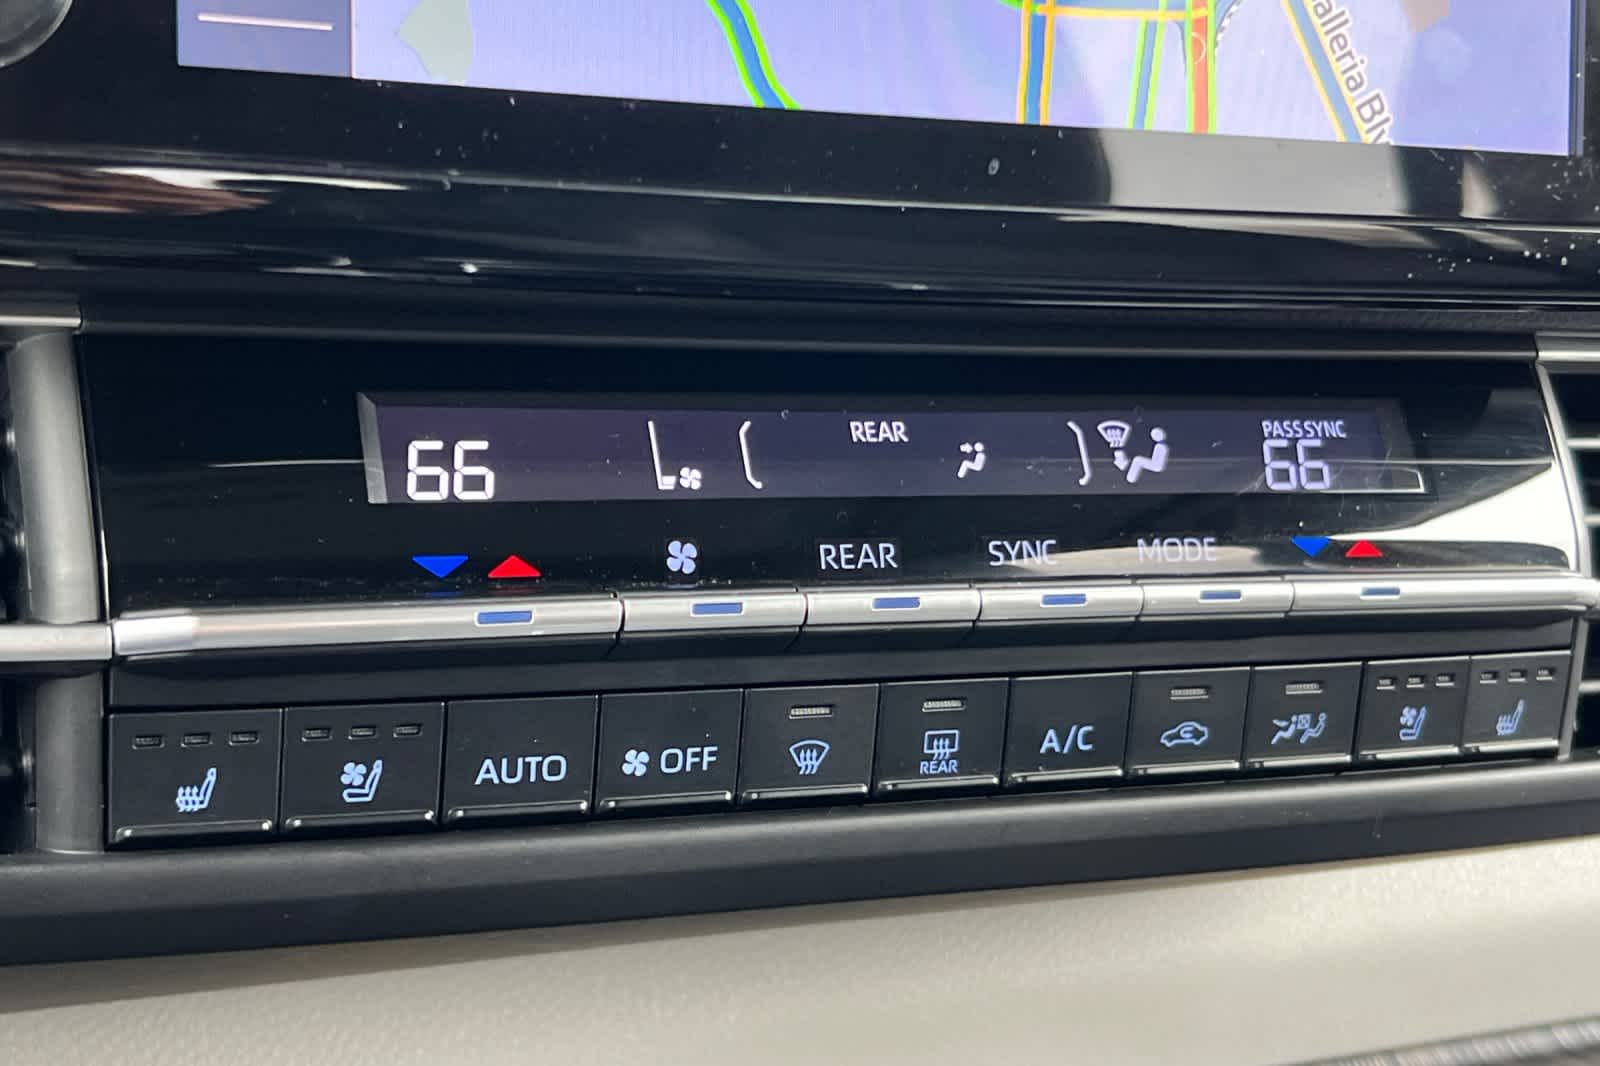 alleria Blv
REAR
PASS SYNC
66
66
REAR
SYNC
MODE
AUTO
OFF
REAR
A/C